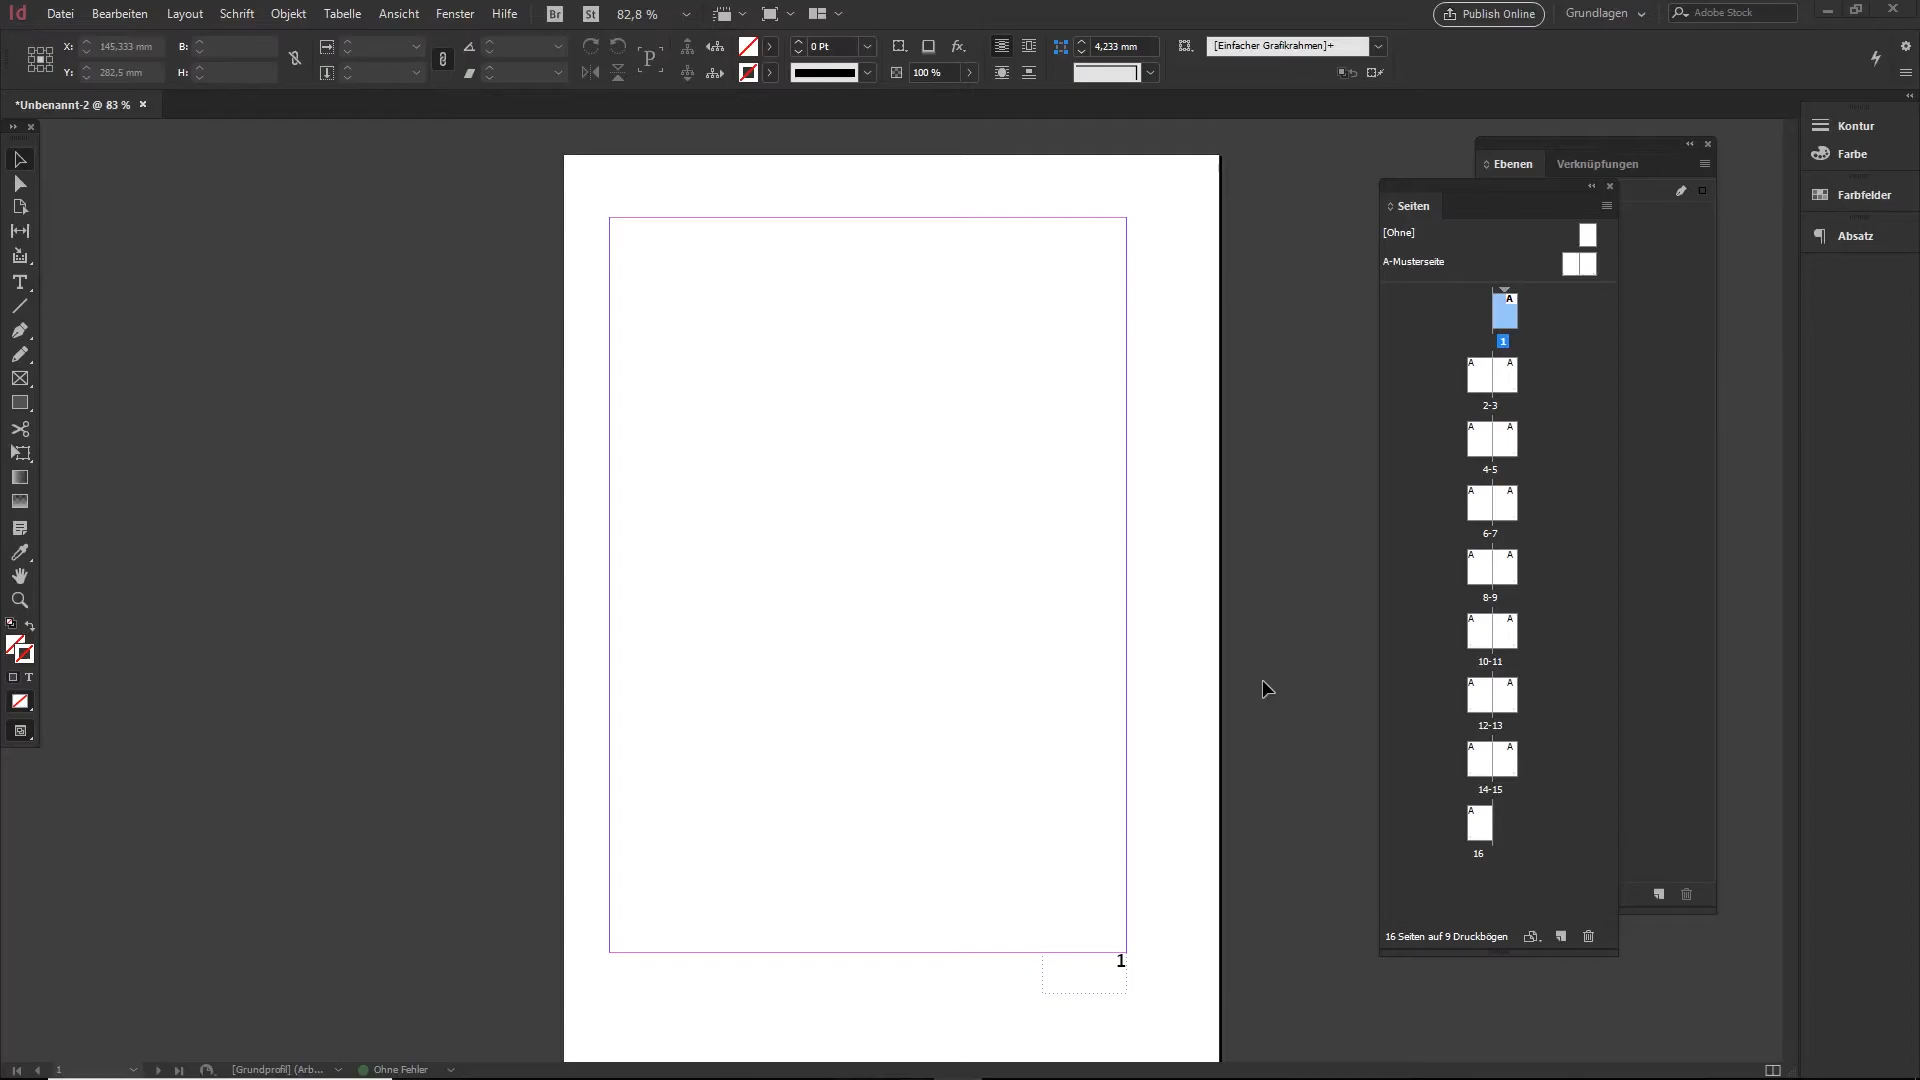 Id Datei Bearbeiten Layout Schrift Objekt Tabelle Ansicht Fenster Hilfe Br St 82,8 % Publish Online Grundlagen Adobe Stock
X: 145,333 mm B: 0 Pt fx. 4,233 mm [Einfacher Grafikrahmen]+
Y: 282,5 mm H: P 100 %
*Unbenannt-2 @ 83 %
Kontur
Farbe
Farbfelder
Absatz
Ebenen Verknüpfungen
Seiten
[Ohne]
A-Musterseite
A
1
A A
2-3
A A
4-5
A A
6-7
A A
8-9
A A
10-11
A A
12-13
A A
14-15
A
16
16 Seiten auf 9 Druckbögen
T
T
1
1 [Grundprofil] (Arb... Ohne Fehler